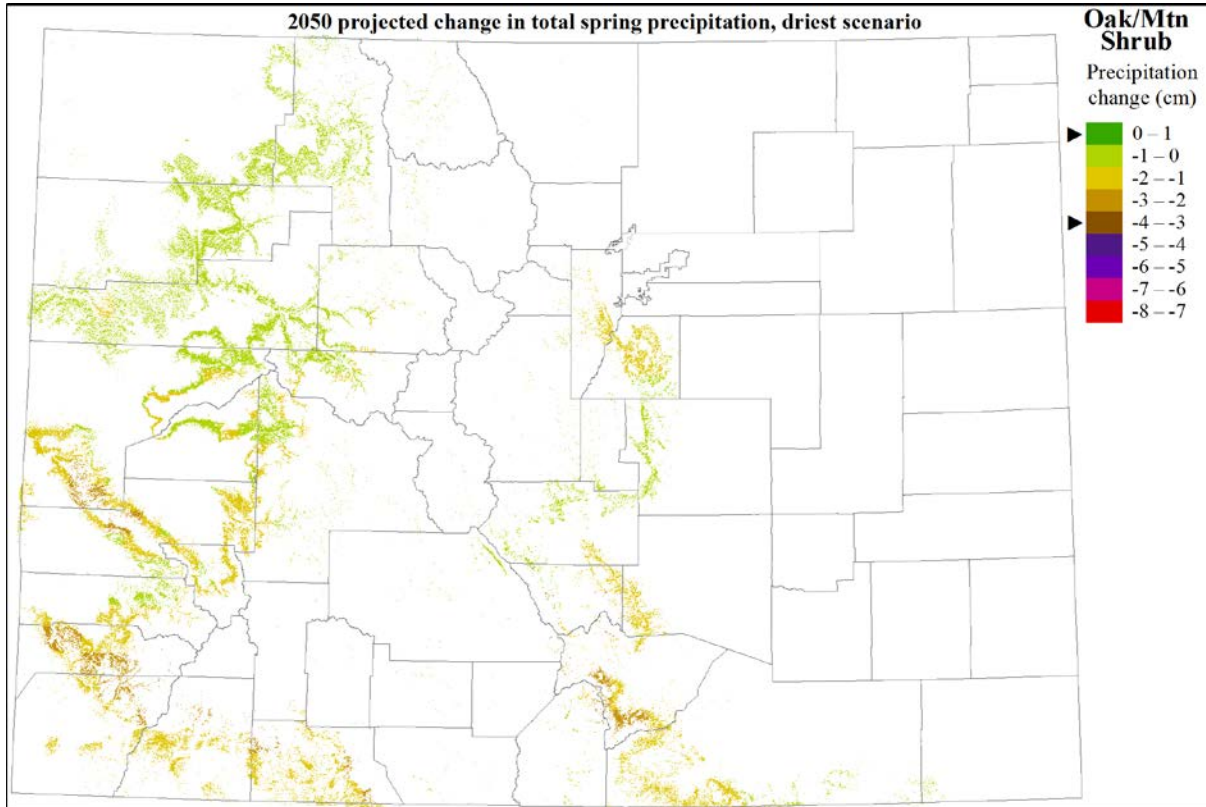 2050 projected change in total spring precipitation, driest scenario
Oak/Mtn
Shrub
Precipitation
change (cm)
0 – 1
-1 – 0
-2 – -1
-3 – -2
-4 – -3
-5 – -4
-6 – -5
-7 – -6
-8 – -7